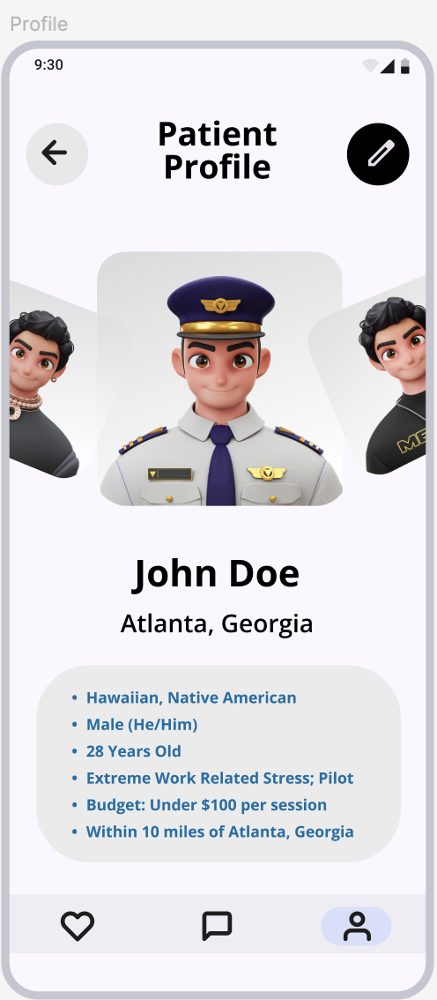 Profile
9:30
Patient
Profile
John Doe
Atlanta, Georgia
• Hawaiian, Native American
• Male (He/Him)
• 28 Years Old
• Extreme Work Related Stress; Pilot
• Budget: Under $100 per session
• Within 10 miles of Atlanta, Georgia